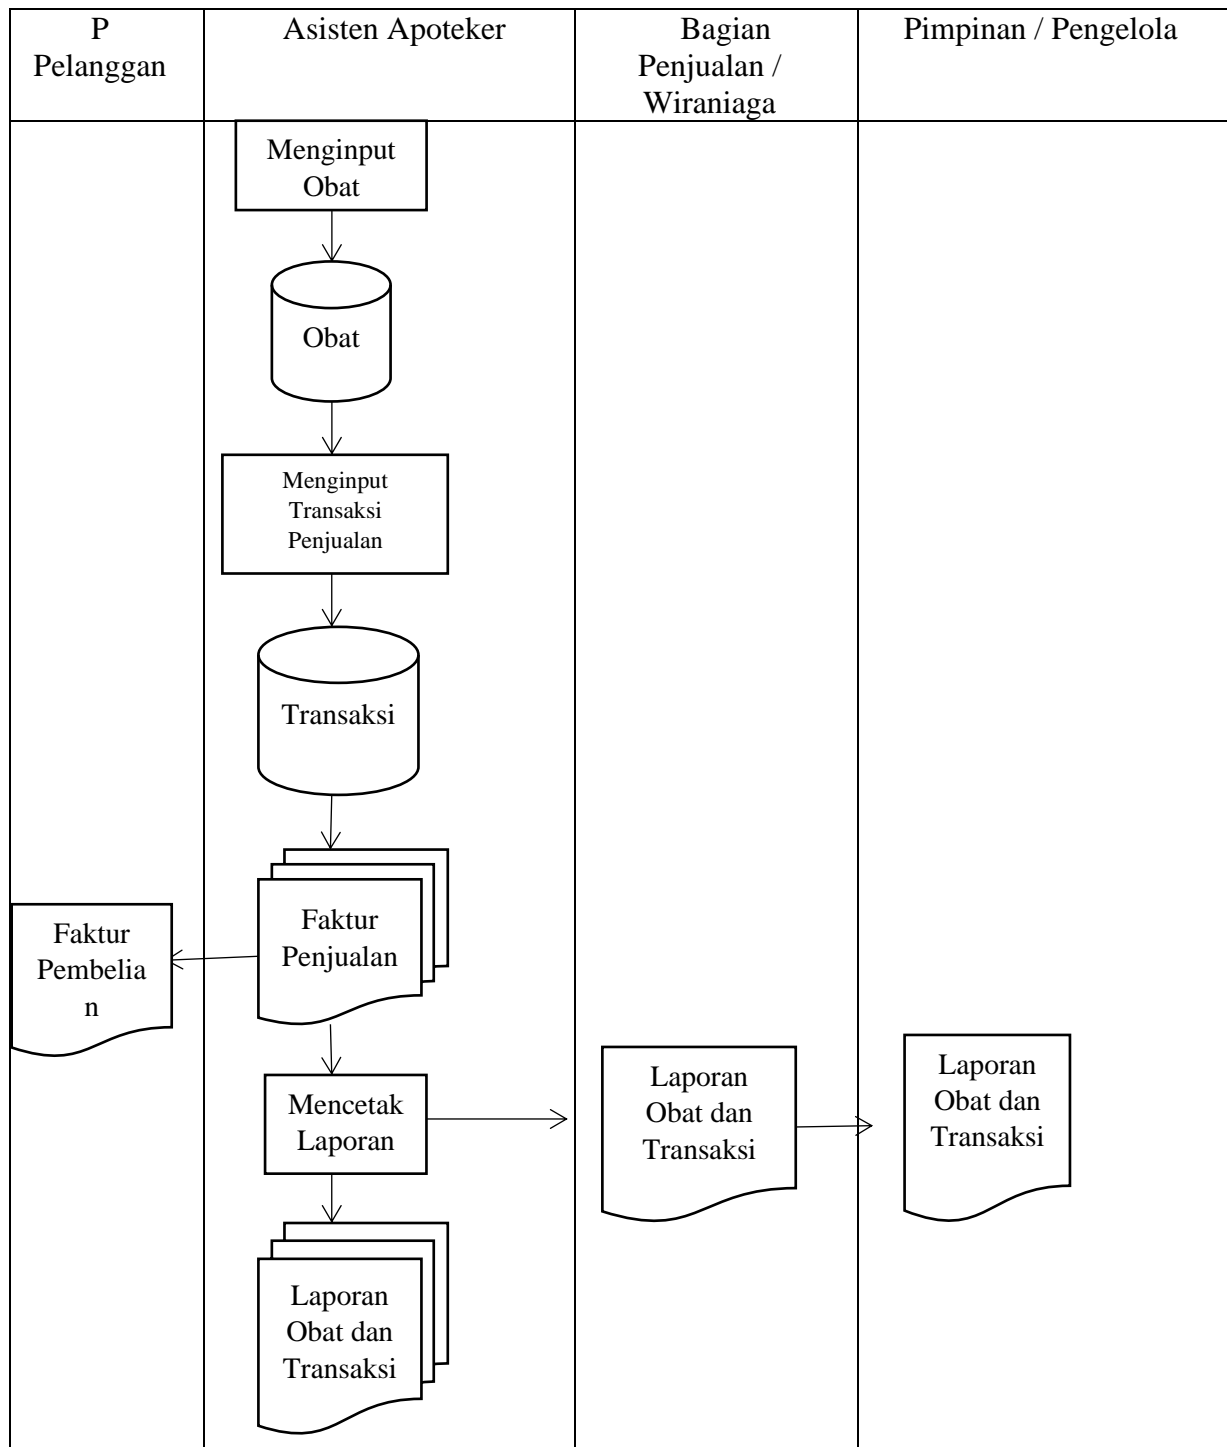 P
Pelanggan
Asisten Apoteker
Bagian
Penjualan /
Wiraniaga
Pimpinan / Pengelola
Menginput
Obat
Obat
Menginput
Transaksi
Penjualan
Transaksi
Faktur
Penjualan
Faktur
Pembelia
n
Mencetak
Laporan
Laporan
Obat dan
Transaksi
Laporan
Obat dan
Transaksi
Laporan
Obat dan
Transaksi